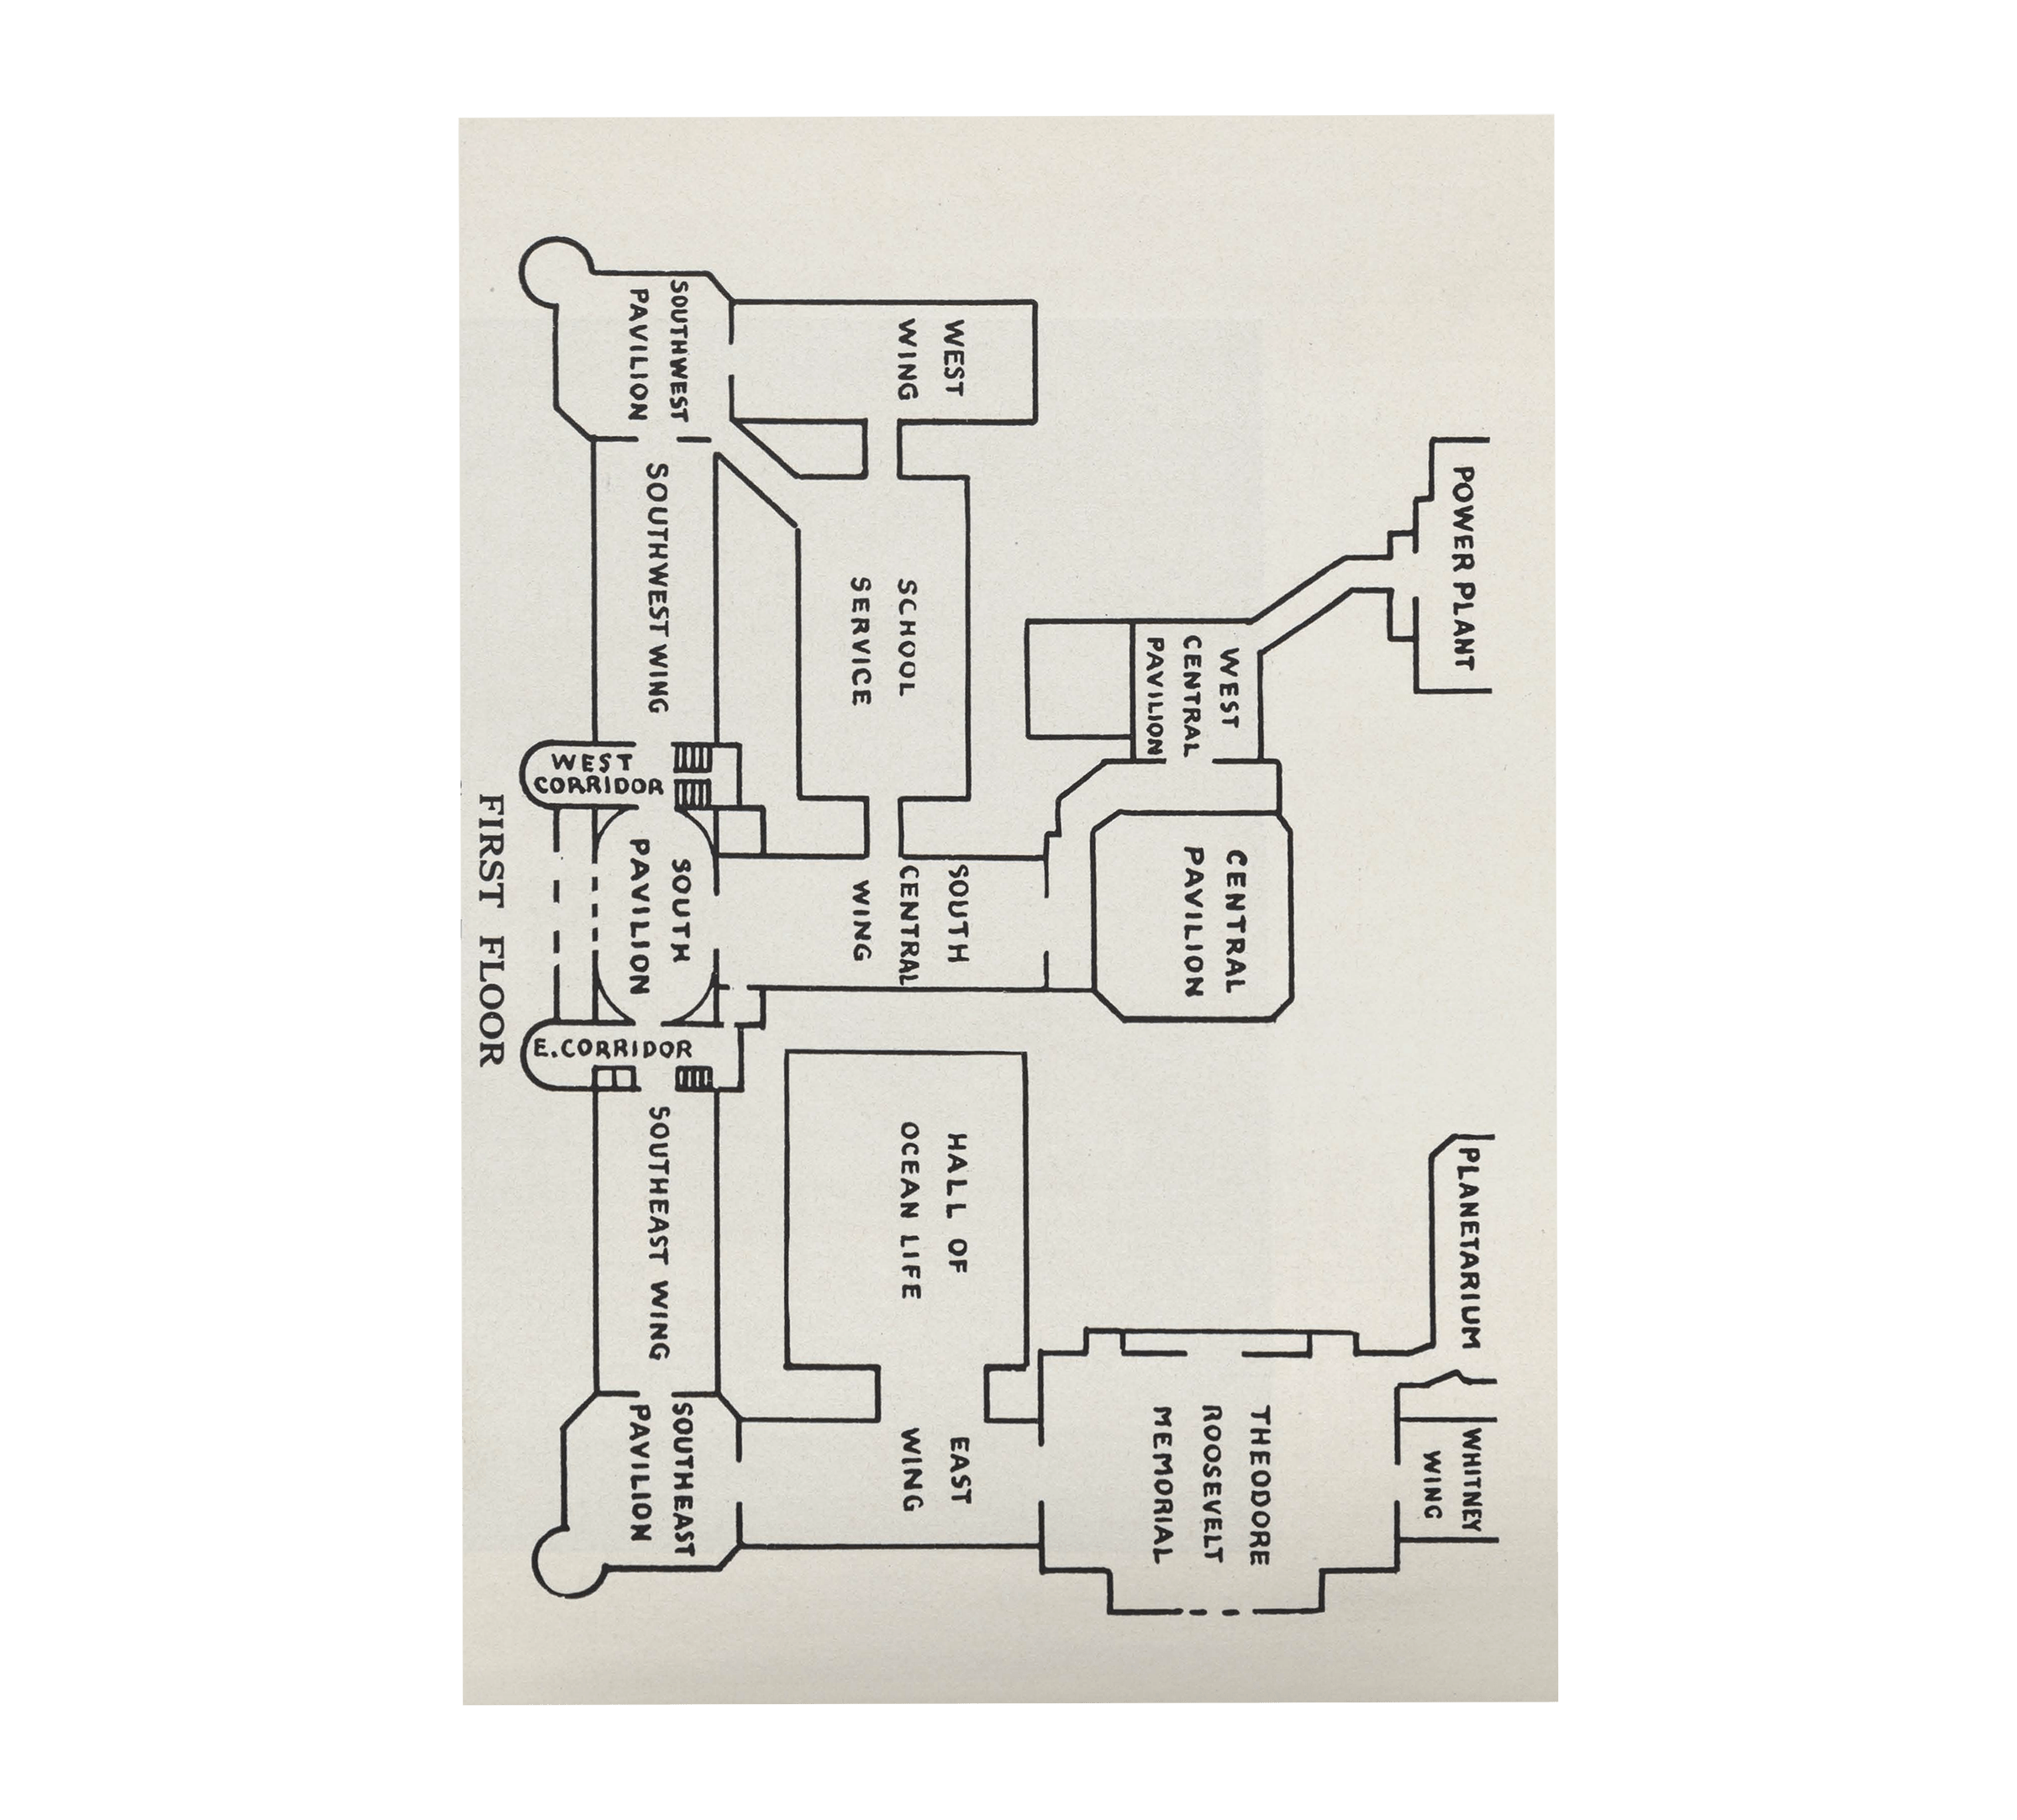 POWER PLANT
PLANETARIUM
WHITNEY
WING
WEST
CENTRAL
PAVILION
CENTRAL
PAVILION
THEODORE
ROOSEVELT
MEMORIAL
WEST
WING
SCHOOL
SERVICE
SOUTH
CENTRAL
WING
HALL OF
OCEAN LIFE
EAST
WING
SOUTHWEST
PAVILION
SOUTHWEST WING
WEST
CORRIDOR
SOUTH
PAVILION
E. CORRIDOR
SOUTHEAST WING
SOUTHEAST
PAVILION
FIRST FLOOR